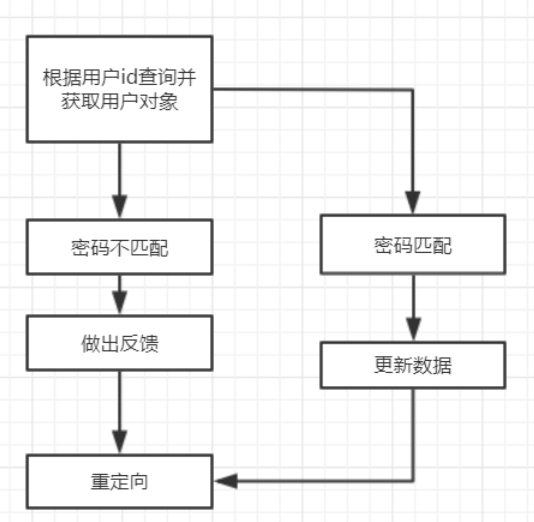 根据用户id查询并
获取用户对象
密码不匹配
密码匹配
做出反馈
更新数据
重定向